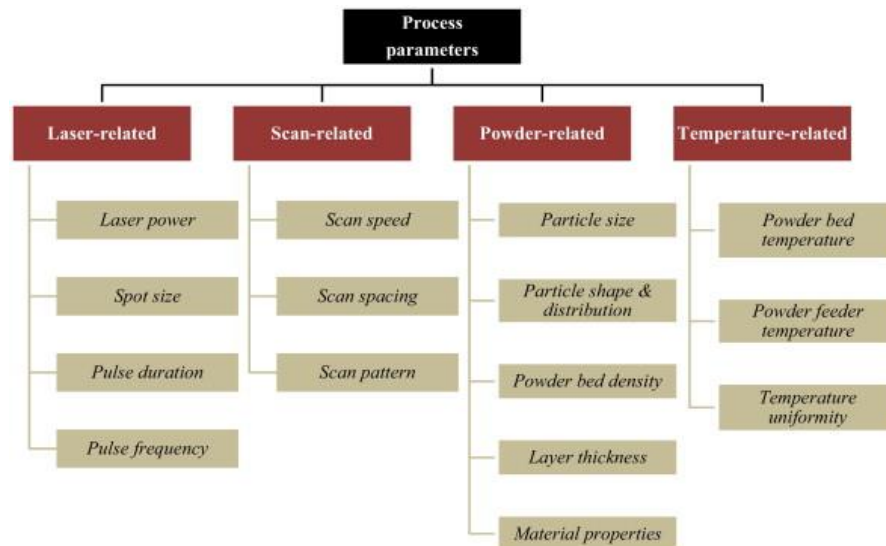 Process
parameters
Laser-related
Scan-related
Powder-related
Temperature-related
Laser power
Spot size
Pulse duration
Pulse frequency
Scan speed
Scan spacing
Scan pattern
Particle size
Particle shape &
distribution
Powder bed density
Layer thickness
Material properties
Powder bed
temperature
Powder feeder
temperature
Temperature
uniformity